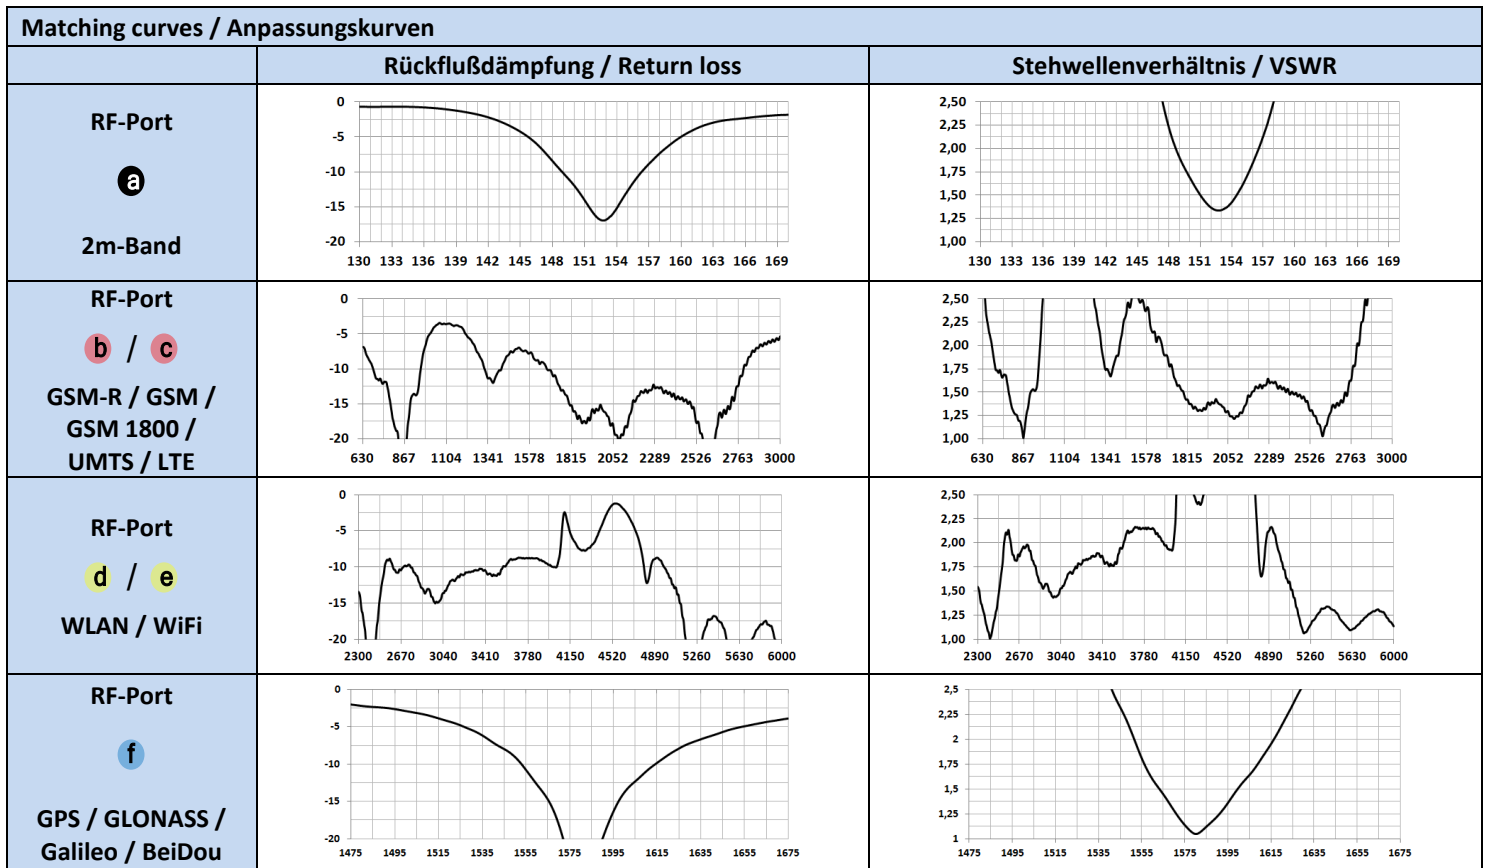 Matching curves / Anpassungskurven
Rückflußdämpfung / Return loss
Stehwellenverhältnis / VSWR
RF-Port
a
2m-Band
0
-5
-10
-15
-20
130 133 136 139 142 145 148 151 154 157 160 163 166 169
2,50
2,25
2,00
1,75
1,50
1,25
1,00
130 133 136 139 142 145 148 151 154 157 160 163 166 169
RF-Port
b / c
GSM-R / GSM /
GSM 1800 /
UMTS / LTE
0
-5
-10
-15
-20
630 867 1104 1341 1578 1815 2052 2289 2526 2763 3000
2,50
2,25
2,00
1,75
1,50
1,25
1,00
630 867 1104 1341 1578 1815 2052 2289 2526 2763 3000
RF-Port
d / e
WLAN / WiFi
0
-5
-10
-15
-20
2300 2670 3040 3410 3780 4150 4520 4890 5260 5630 6000
2,50
2,25
2,00
1,75
1,50
1,25
1,00
2300 2670 3040 3410 3780 4150 4520 4890 5260 5630 6000
RF-Port
f
GPS / GLONASS /
Galileo / BeiDou
0
-5
-10
-15
-20
1475 1495 1515 1535 1555 1575 1595 1615 1635 1655 1675
2,5
2,25
2
1,75
1,5
1,25
1
1475 1495 1515 1535 1555 1575 1595 1615 1635 1655 1675